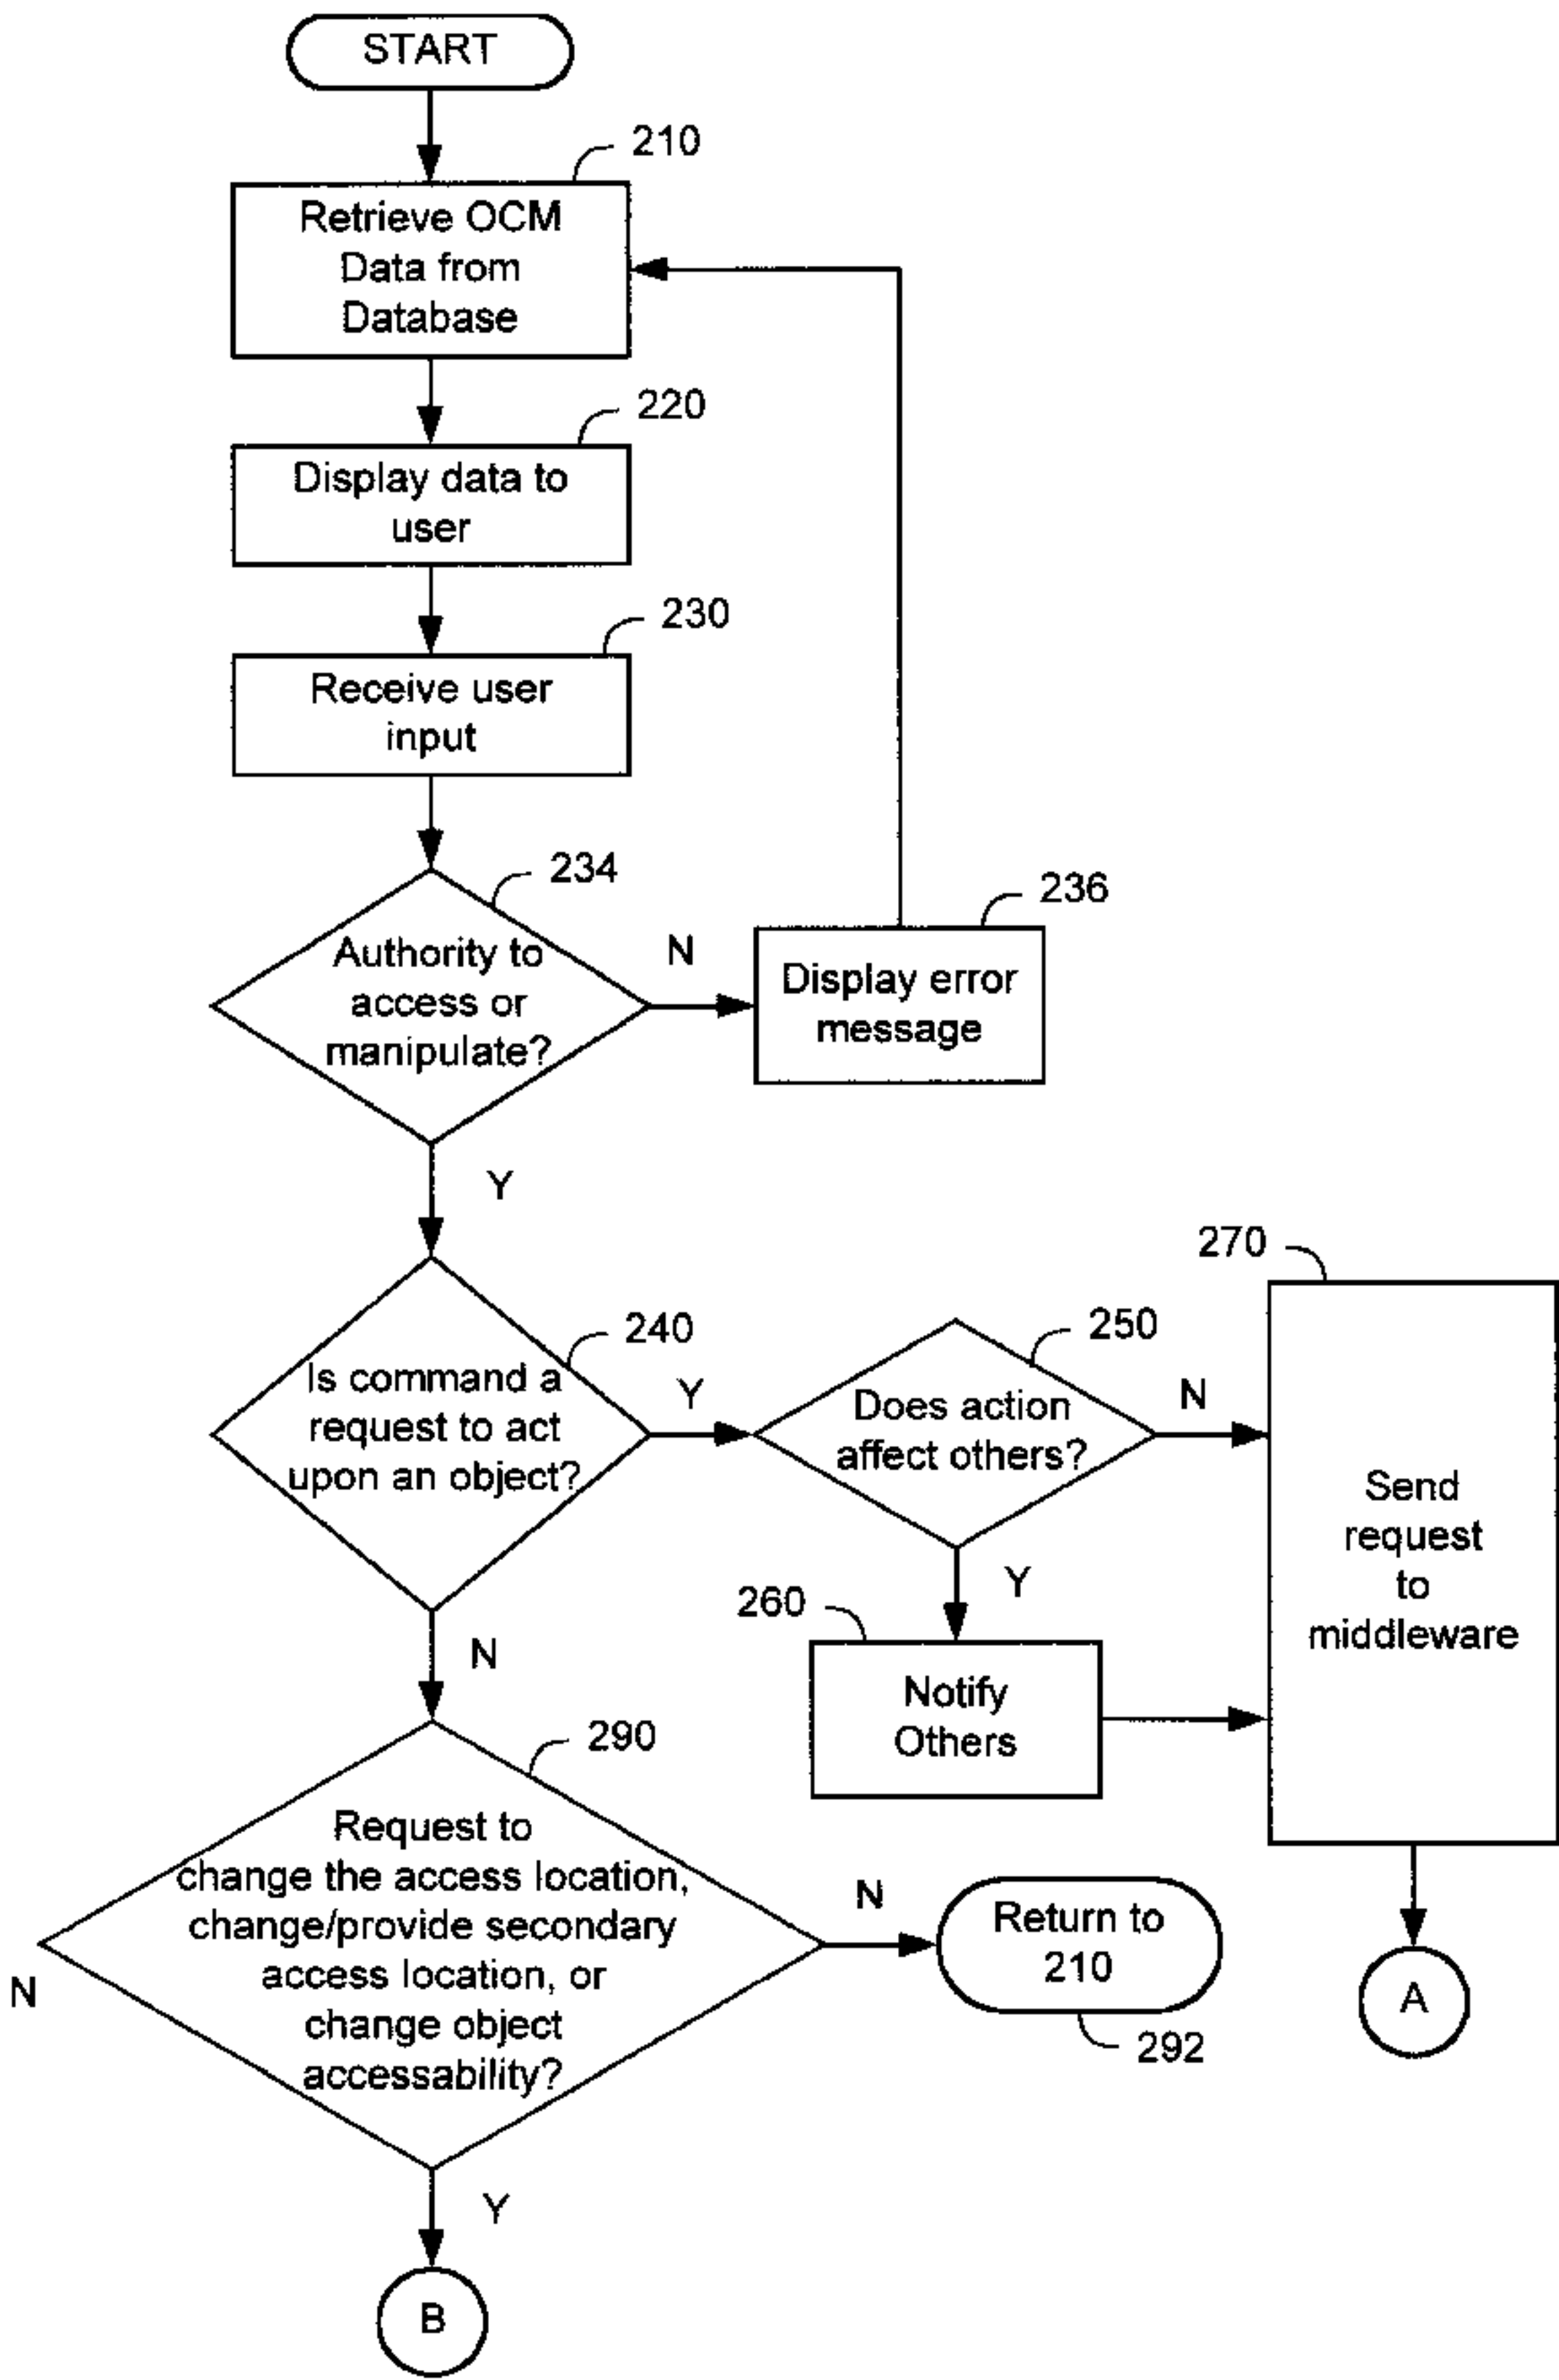 START
210
Retrieve OCM
Data from
Database
220
Display data to
user
230
Receive user
input
234
Authority to
access or
manipulate?
N
236
Display error
message
Y
240
Is command a
request to act
upon an object?
Y
250
Does action
affect others?
N
270
Send
request
to
middleware
Y
260
Notify
Others
N
290
Request to
change the access location,
change/provide secondary
access location, or
change object
accessability?
N
N
Return to
210
292
A
Y
B